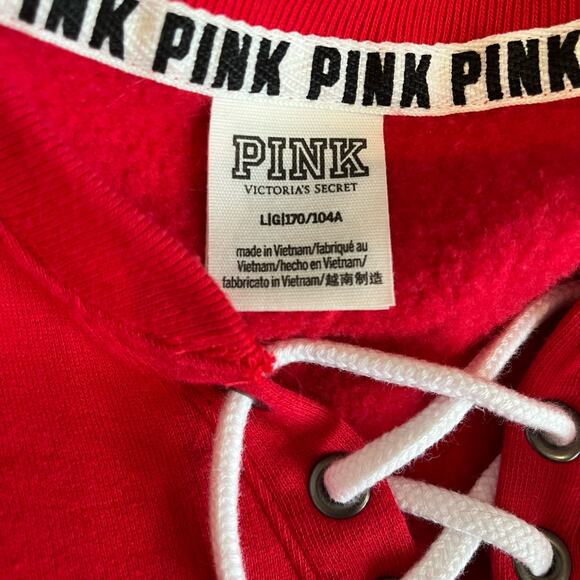 INK PINK PINK PINK
PINK
VICTORIA'S SECRET
L|G|170/104A
made in Vietnam/fabriqué au
Vietnam/hecho en Vietnam/
fabbricato in Vietnam/越南制造